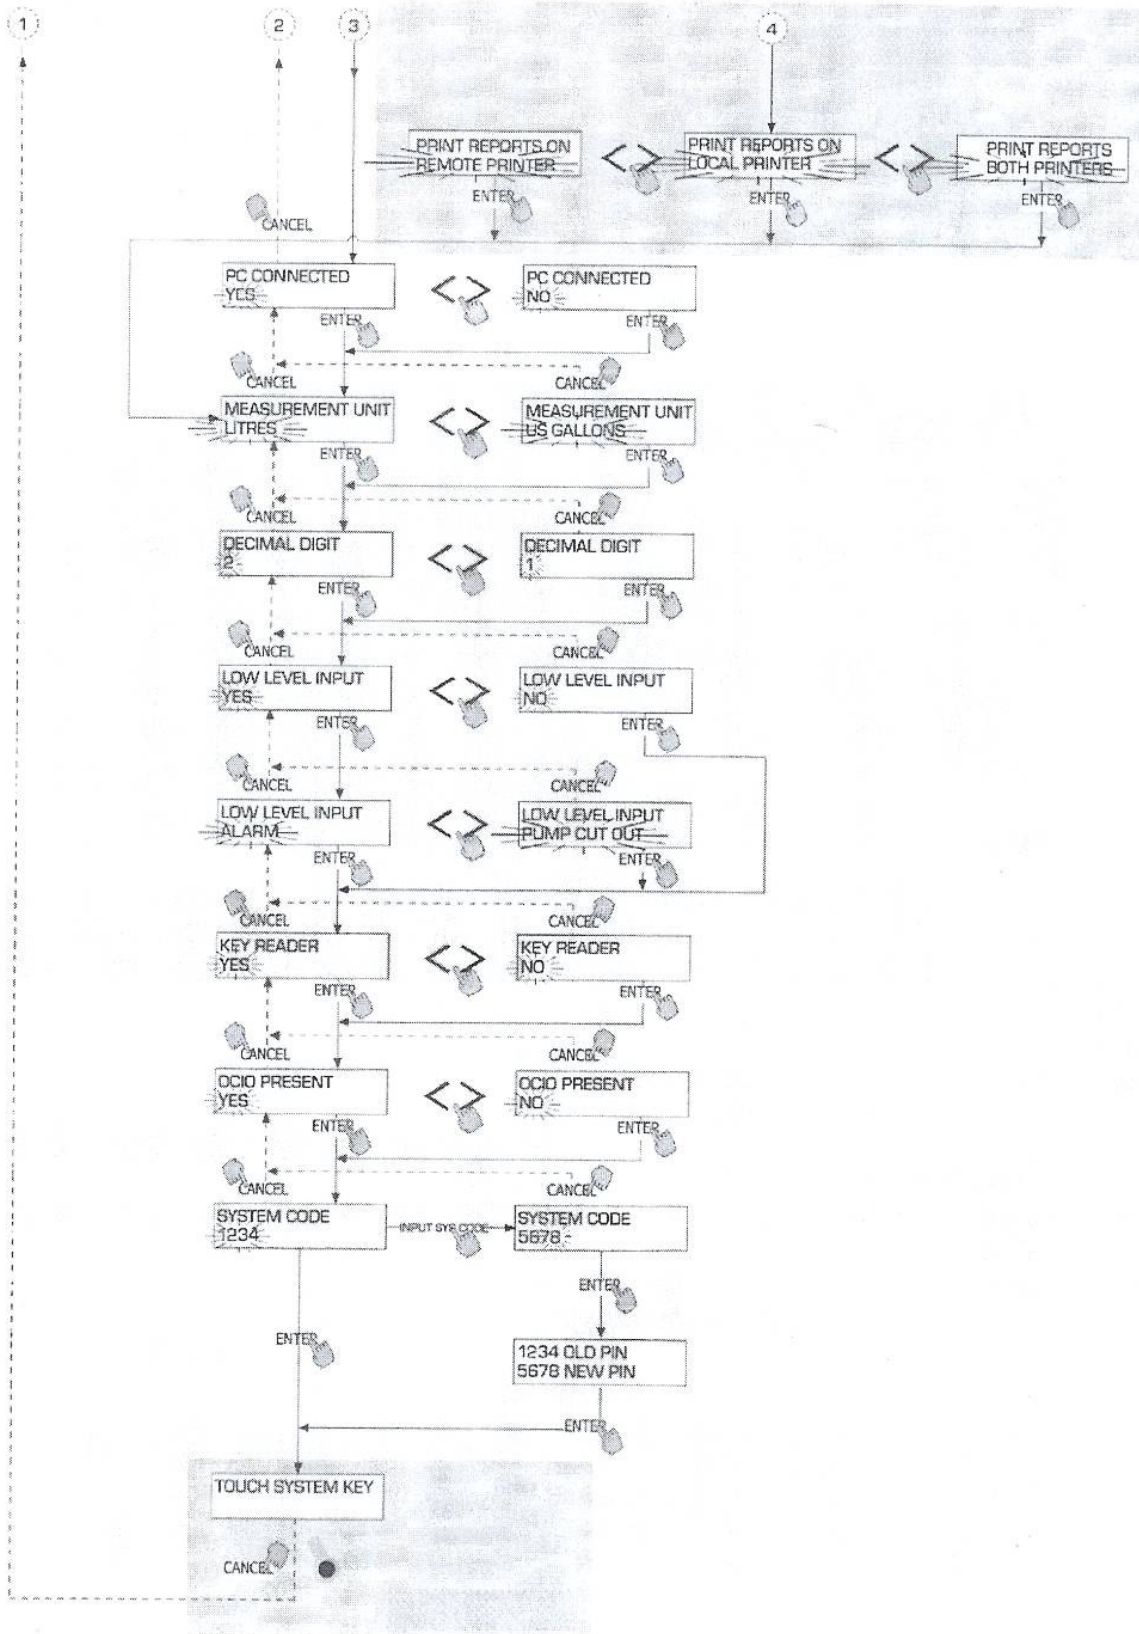 1
2
3
4
PRINT REPORTS ON
REMOTE PRINTER
< >
PRINT REPORTS ON
LOCAL PRINTER
< >
PRINT REPORTS
BOTH PRINTERS
ENTER
ENTER
ENTER
CANCEL
PC CONNECTED
YES
< >
PC CONNECTED
NO
ENTER
ENTER
CANCEL
CANCEL
MEASUREMENT UNIT
LITRES
< >
MEASUREMENT UNIT
US GALLONS
ENTER
ENTER
CANCEL
CANCEL
DECIMAL DIGIT
2
< >
DECIMAL DIGIT
1
ENTER
ENTER
CANCEL
CANCEL
LOW LEVEL INPUT
YES
< >
LOW LEVEL INPUT
NO
ENTER
ENTER
CANCEL
CANCEL
LOW LEVEL INPUT
ALARM
< >
LOW LEVEL INPUT
PUMP CUT OUT
ENTER
ENTER
CANCEL
CANCEL
KEY READER
YES
< >
KEY READER
NO
ENTER
ENTER
CANCEL
CANCEL
OCIO PRESENT
YES
< >
OCIO PRESENT
NO
ENTER
ENTER
CANCEL
CANCEL
SYSTEM CODE
1234
INPUT SYS CODE
SYSTEM CODE
5678
ENTER
ENTER
1234 OLD PIN
5678 NEW PIN
ENTER
TOUCH SYSTEM KEY
CANCEL